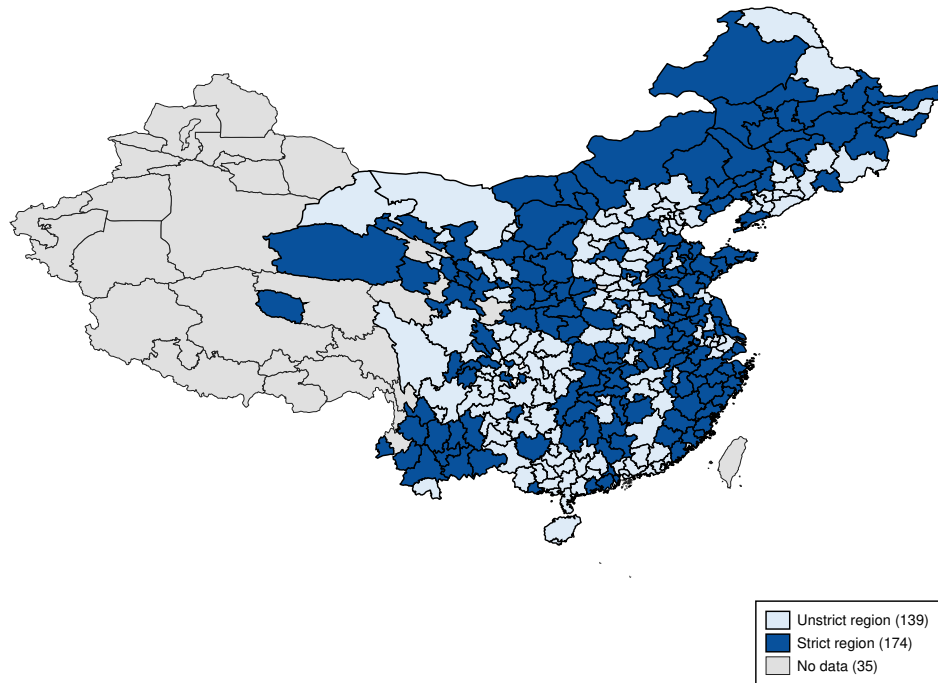 Unstrict region (139)
Strict region (174)
No data (35)